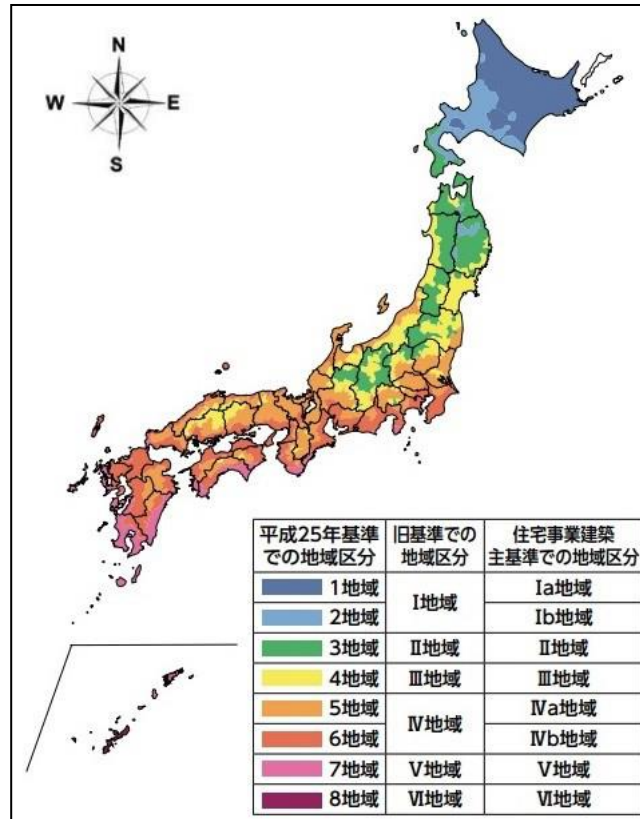 N
W E
S
平成25年基準 旧基準での 住宅事業建築
での地域区分 地域区分 主基準での地域区分
1地域 Ⅰ地域 Ⅰa地域
2地域 Ⅰb地域
3地域 Ⅱ地域 Ⅱ地域
4地域 Ⅲ地域 Ⅲ地域
5地域 Ⅳ地域 Ⅳa地域
6地域 Ⅳb地域
7地域 Ⅴ地域 Ⅴ地域
8地域 Ⅵ地域 Ⅵ地域